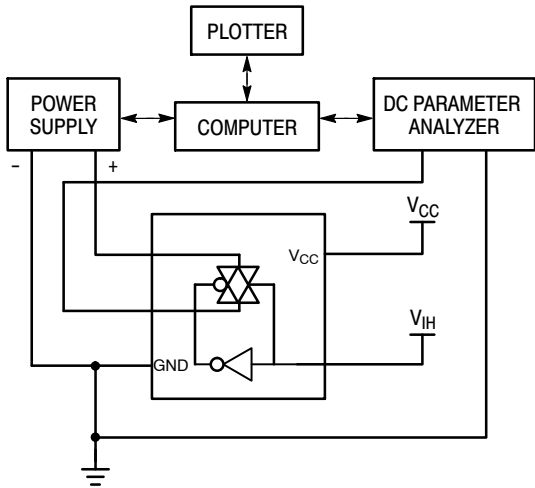 PLOTTER
POWER
SUPPLY
COMPUTER
DC PARAMETER
ANALYZER
-
+
VCC
VCC
VIH
GND